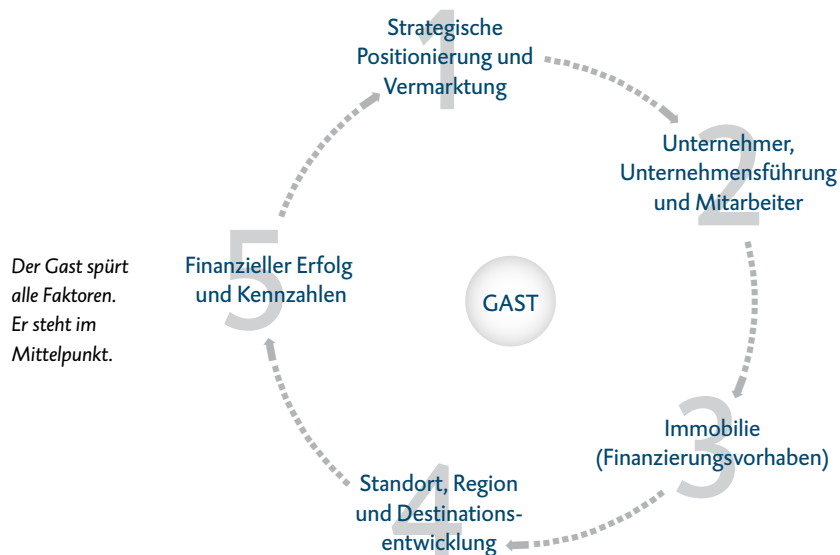 1
Strategische
Positionierung und
Vermarktung
2
Unternehmer,
Unternehmensführung
und Mitarbeiter
3
Immobilie
(Finanzierungsvorhaben)
4
Standort, Region
und Destinations-
entwicklung
5
Finanzieller Erfolg
und Kennzahlen
GAST
Der Gast spürt
alle Faktoren.
Er steht im
Mittelpunkt.